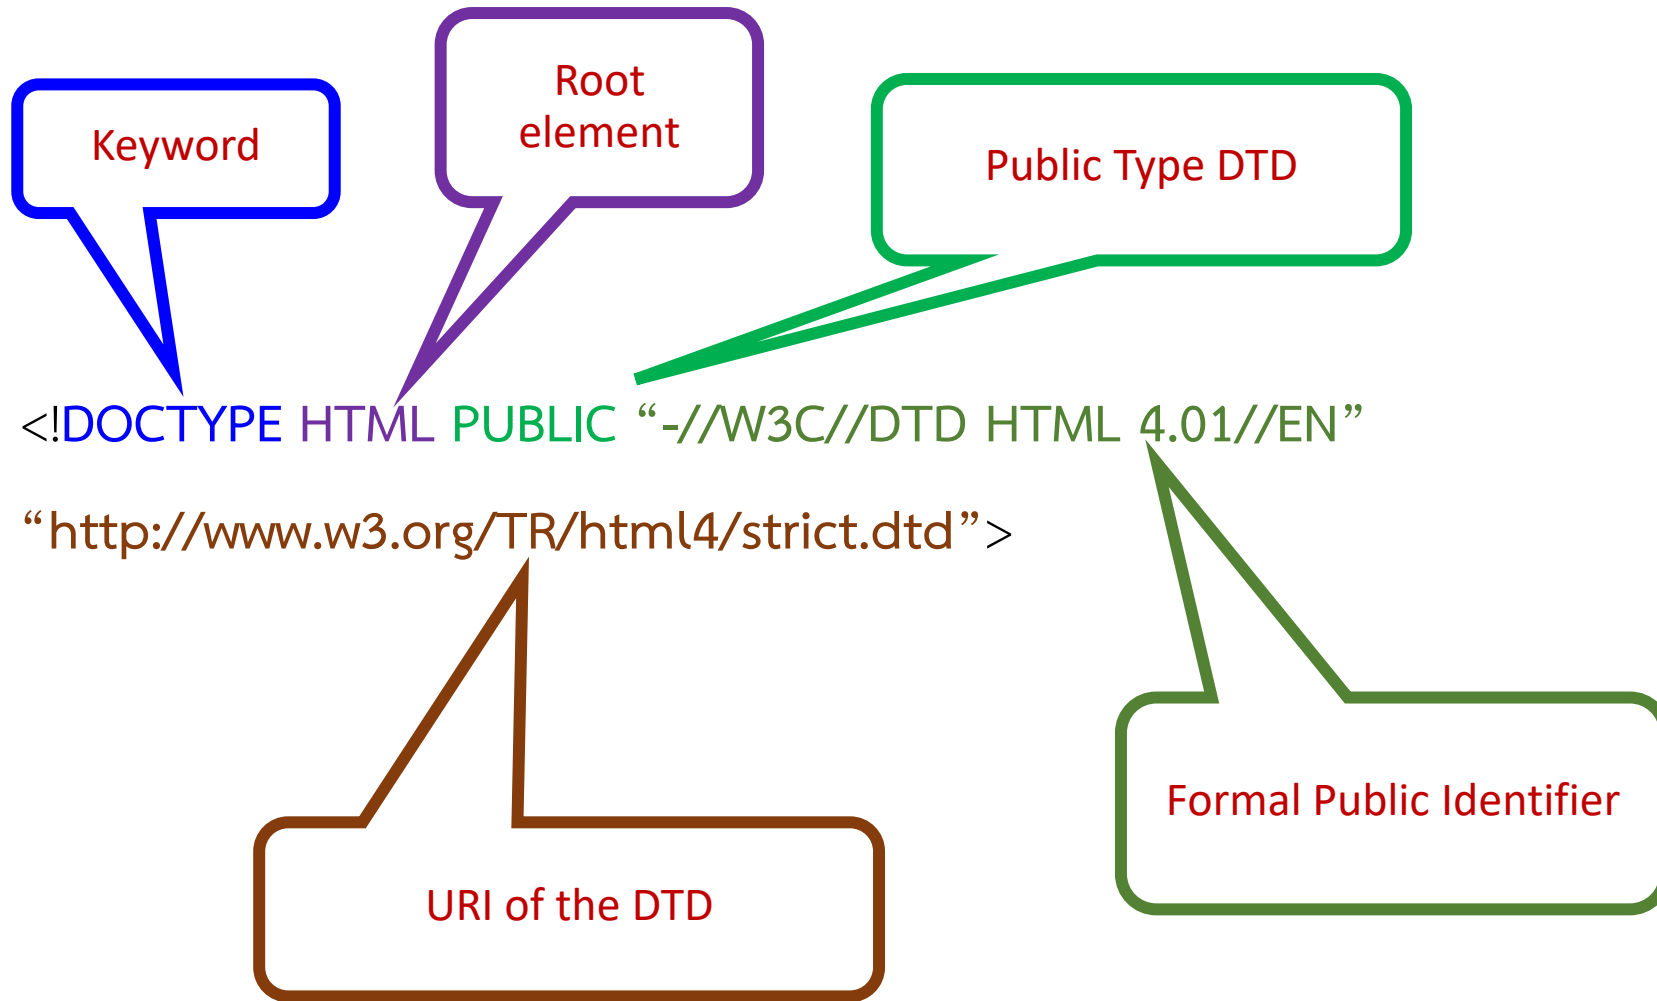 Root
element
Keyword
Public Type DTD
<!DOCTYPE HTML PUBLIC “-//W3C//DTD HTML 4.01//EN”
“http://www.w3.org/TR/html4/strict.dtd”>
Formal Public Identifier
URI of the DTD